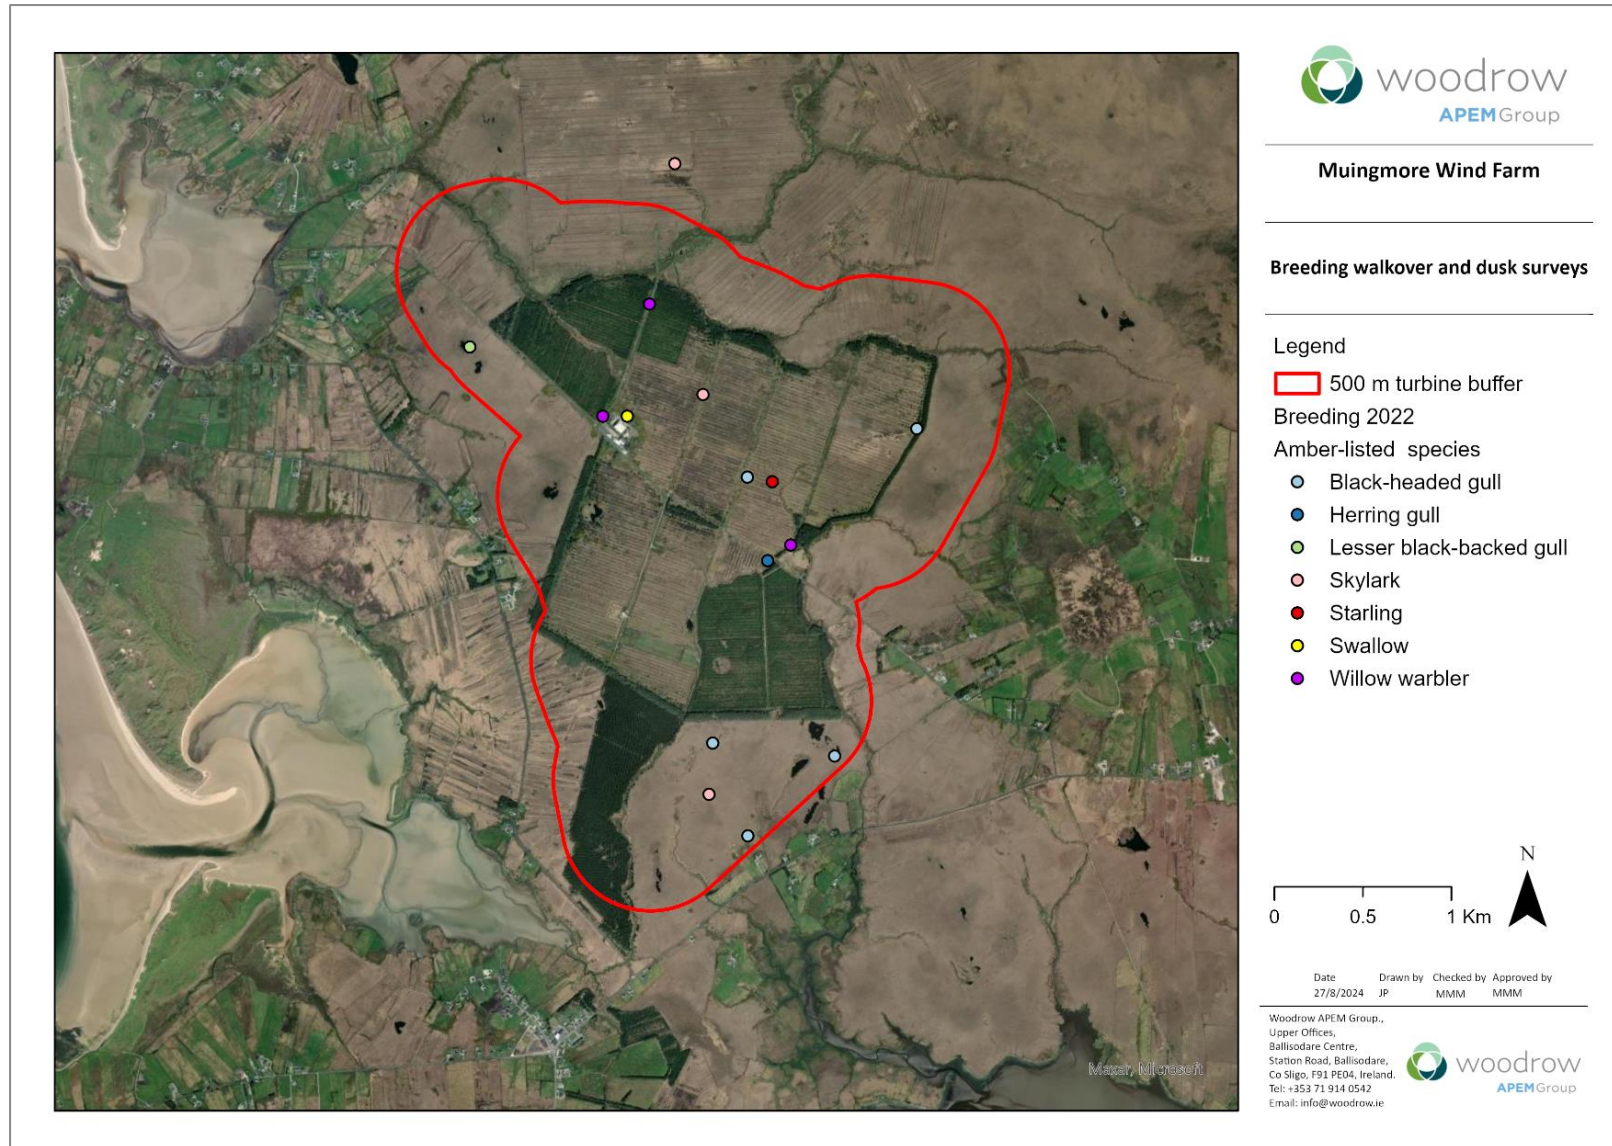 woodrow
APEM Group
Muingmore Wind Farm
Breeding walkover and dusk surveys
Legend
500 m turbine buffer
Breeding 2022
Amber-listed species
Black-headed gull
Herring gull
Lesser black-backed gull
Skylark
Starling
Swallow
Willow warbler
N
0 0.5 1 Km
Date Drawn by Checked by Approved by
27/8/2024 JP MMM MMM
Woodrow APEM Group.,
Upper Offices,
Ballisodare Centre,
Station Road, Ballisodare,
Co Sligo, F91 PE04, Ireland.
Tel: +353 71 914 0542
Email: info@woodrow.ie
woodrow
APEM Group
Maxar, Microsoft